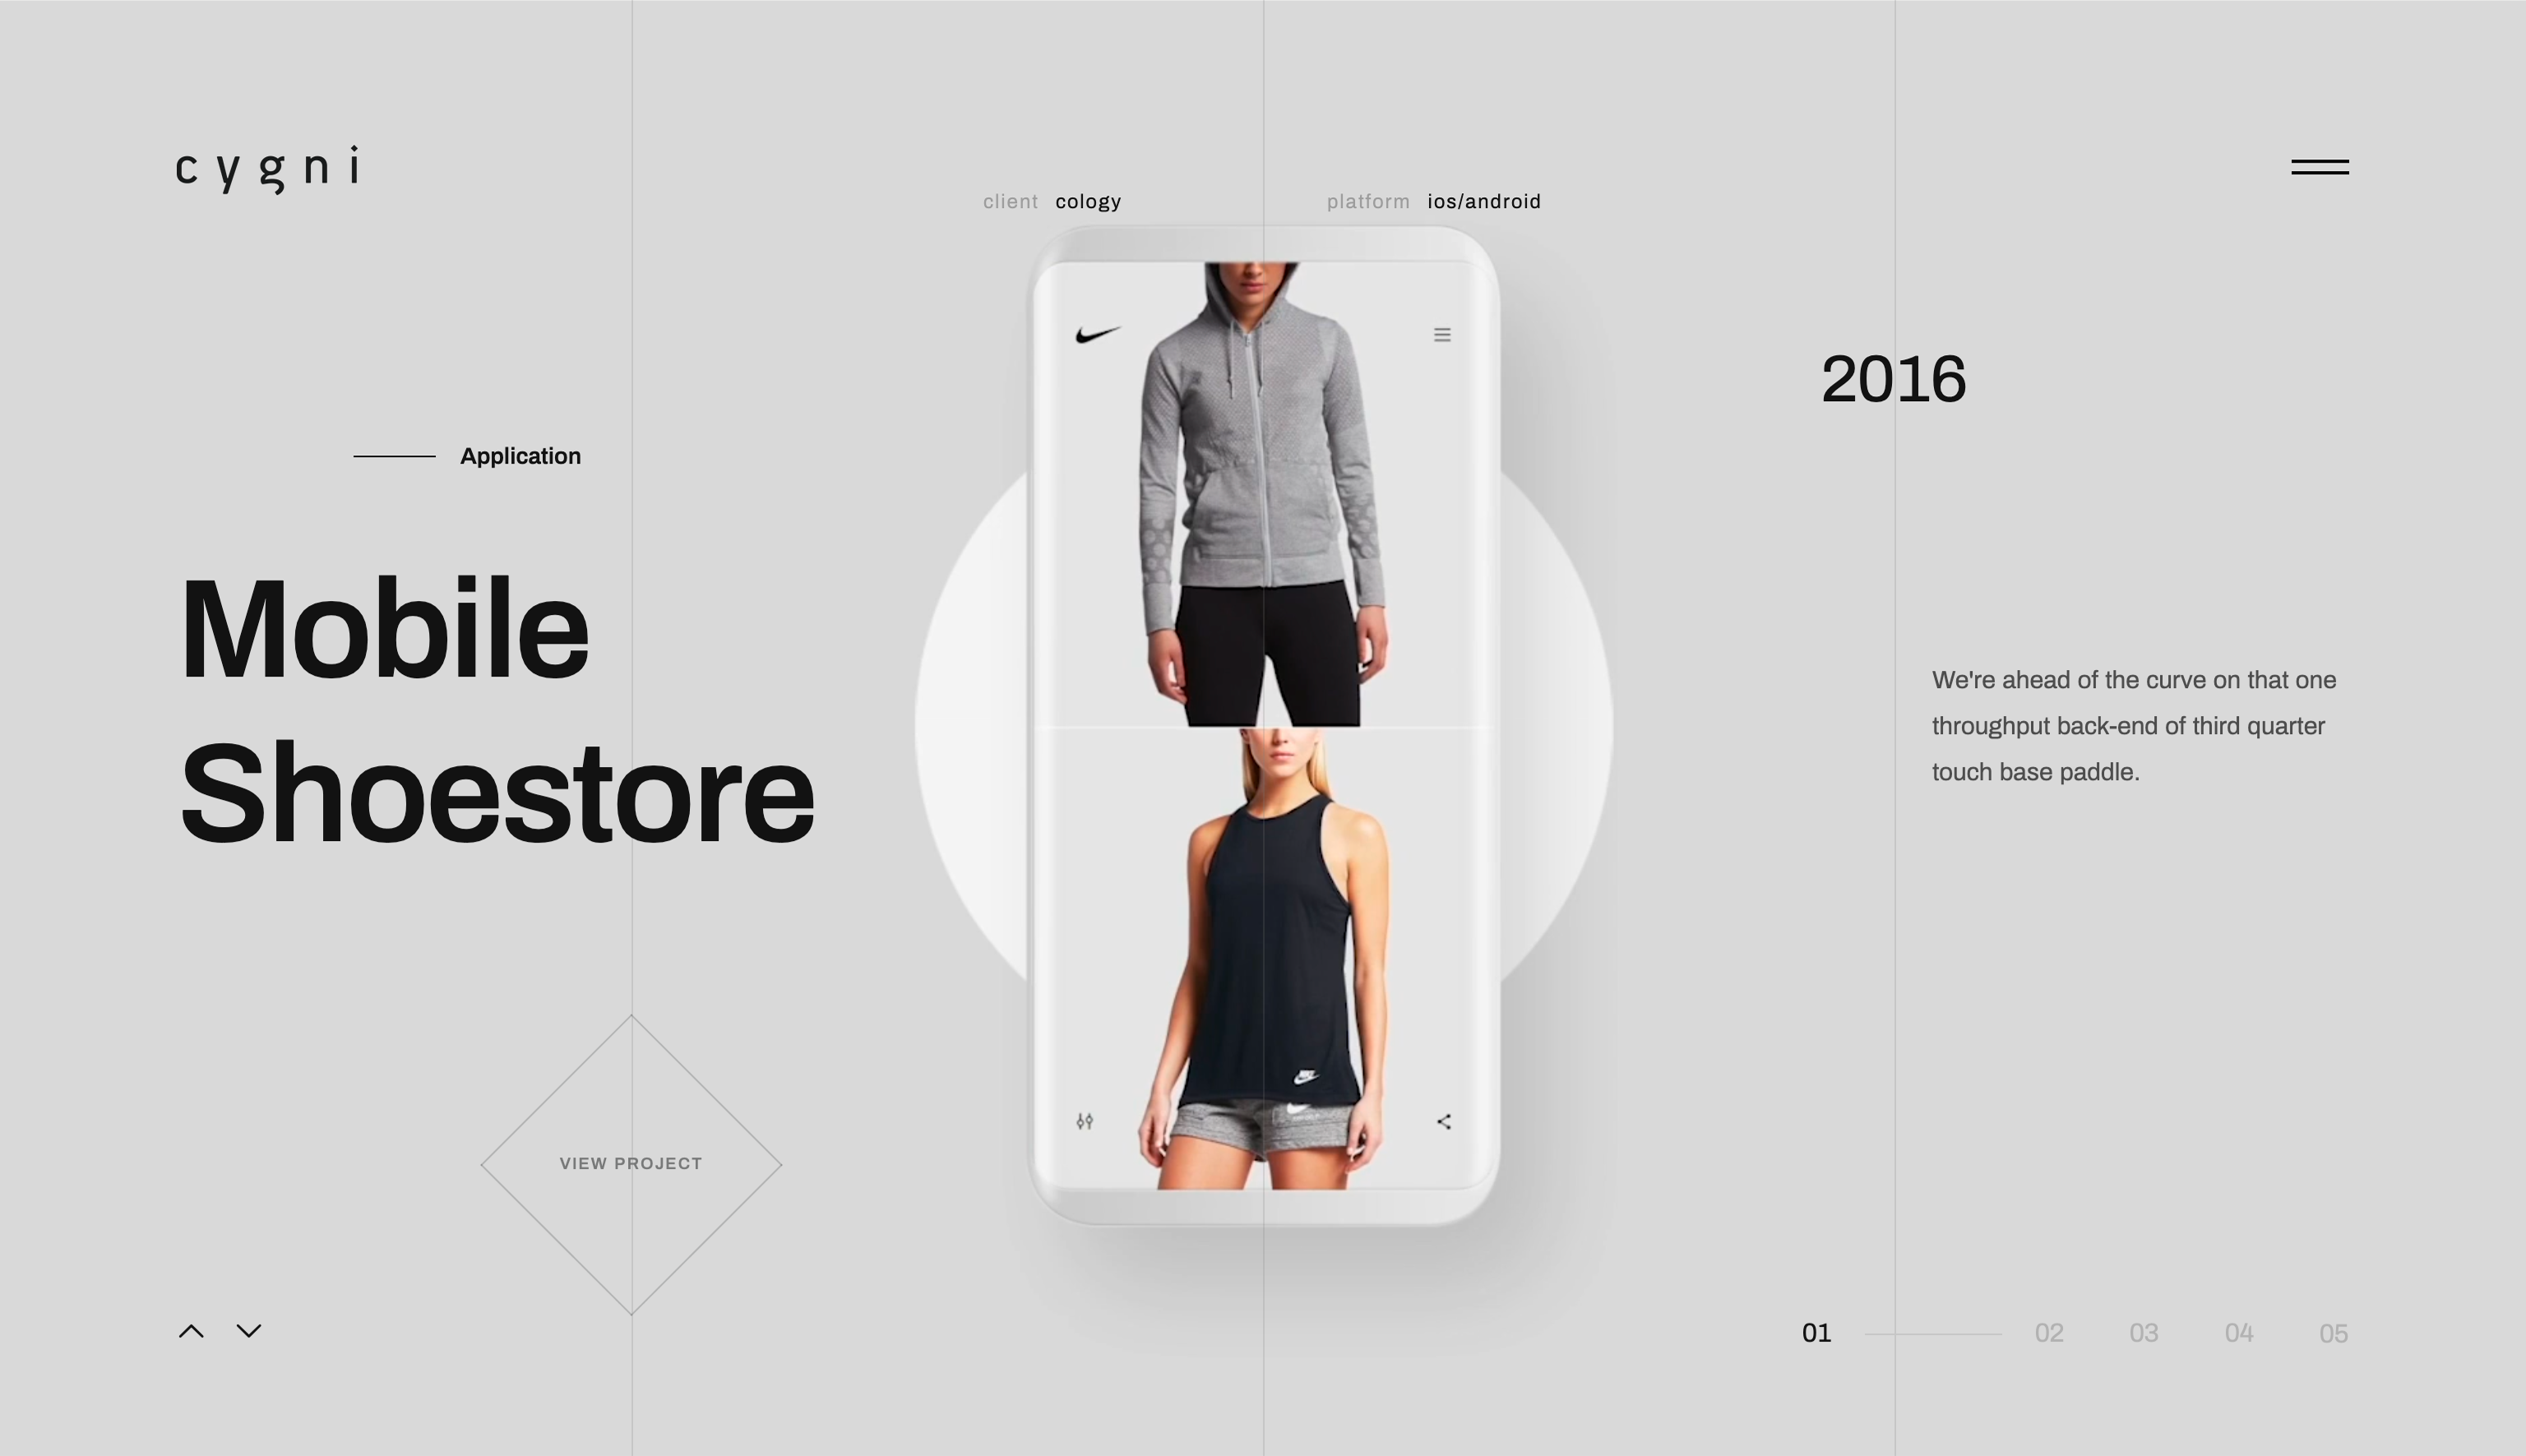 cygni
client cology
platform ios/android
2016
Application
Mobile
Shoestore
We're ahead of the curve on that one
throughput back-end of third quarter
touch base paddle.
VIEW PROJECT
01 02 03 04 05